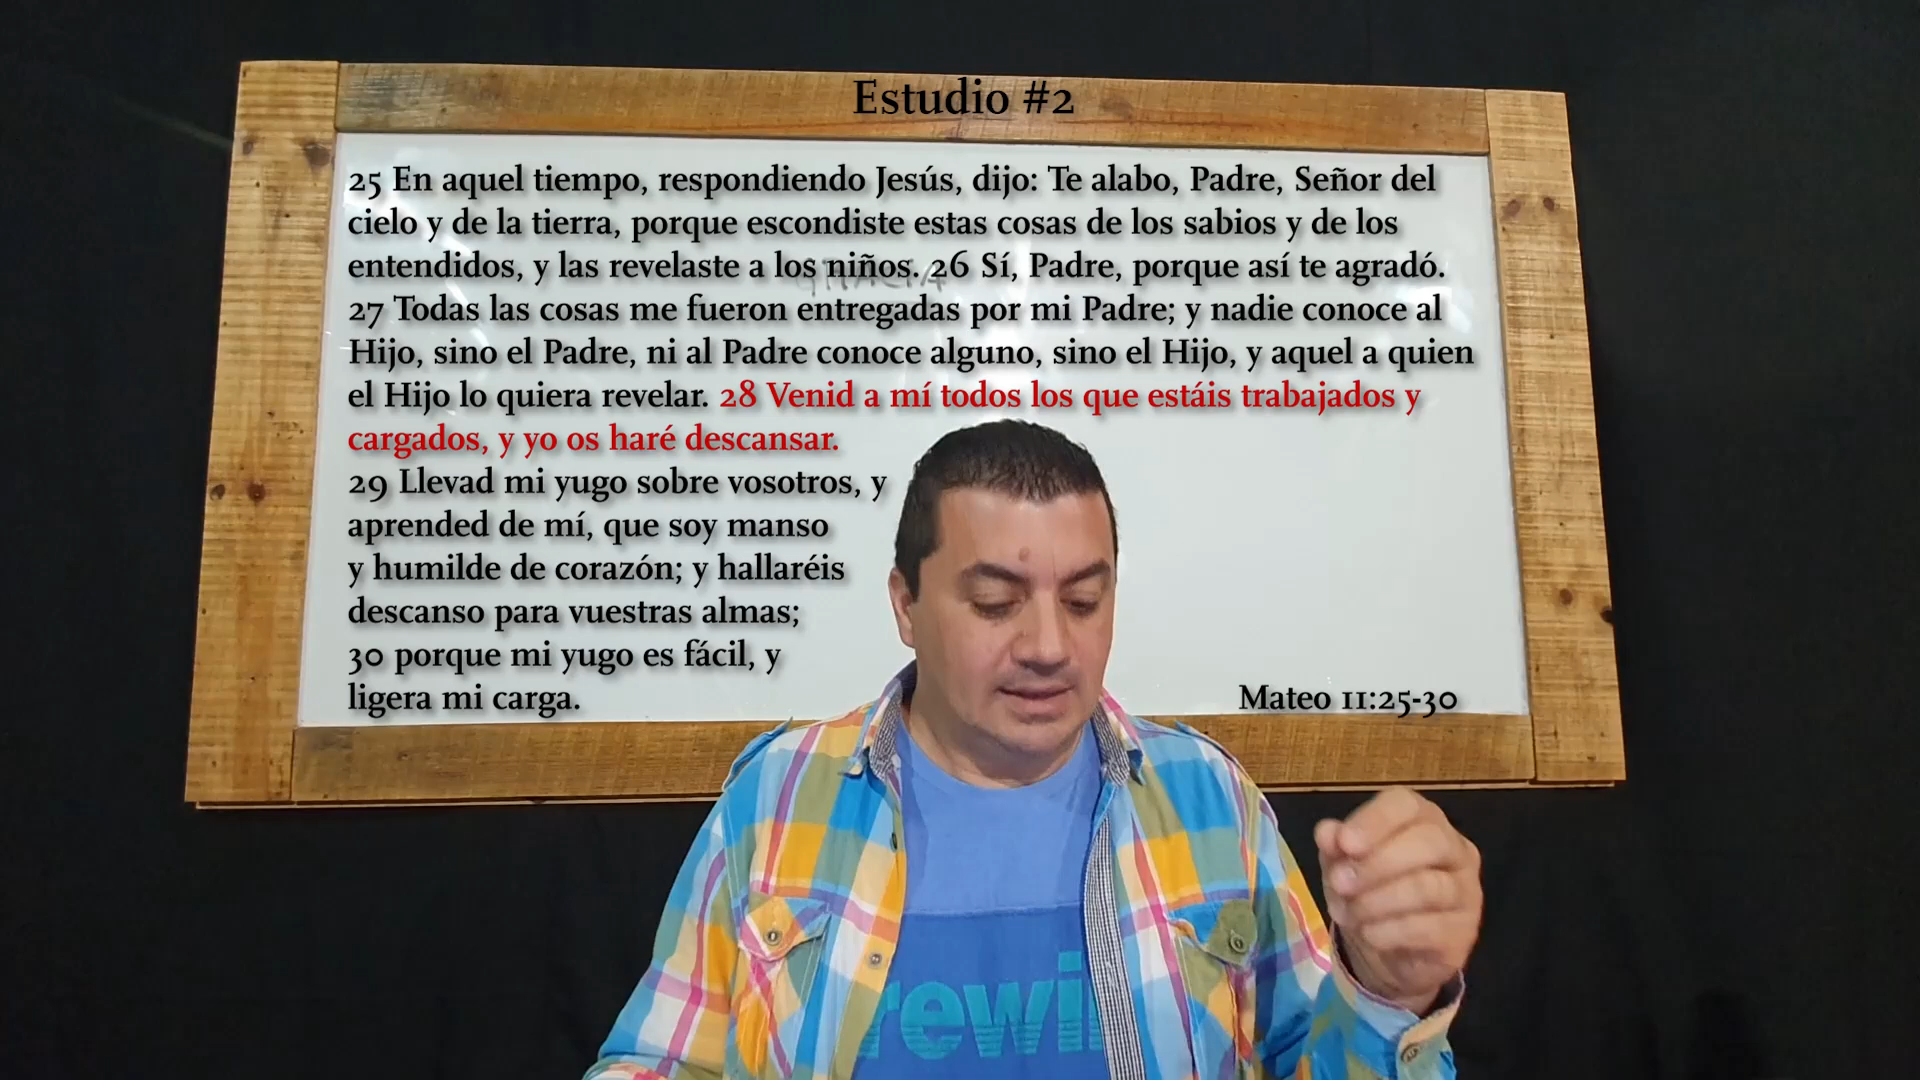 Estudio #2
25 En aquel tiempo, respondiendo Jesús, dijo: Te alabo, Padre, Señor del
cielo y de la tierra, porque escondiste estas cosas de los sabios y de los
entendidos, y las revelaste a los niños. 26 Sí, Padre, porque así te agradó.
27 Todas las cosas me fueron entregadas por mi Padre; y nadie conoce al
Hijo, sino el Padre, ni al Padre conoce alguno, sino el Hijo, y aquel a quien
el Hijo lo quiera revelar. 28 Venid a mí todos los que estáis trabajados y
cargados, y yo os haré descansar.
29 Llevad mi yugo sobre vosotros, y
aprended de mí, que soy manso
y humilde de corazón; y hallaréis
descanso para vuestras almas;
30 porque mi yugo es fácil, y
ligera mi carga.
Mateo 11:25-30